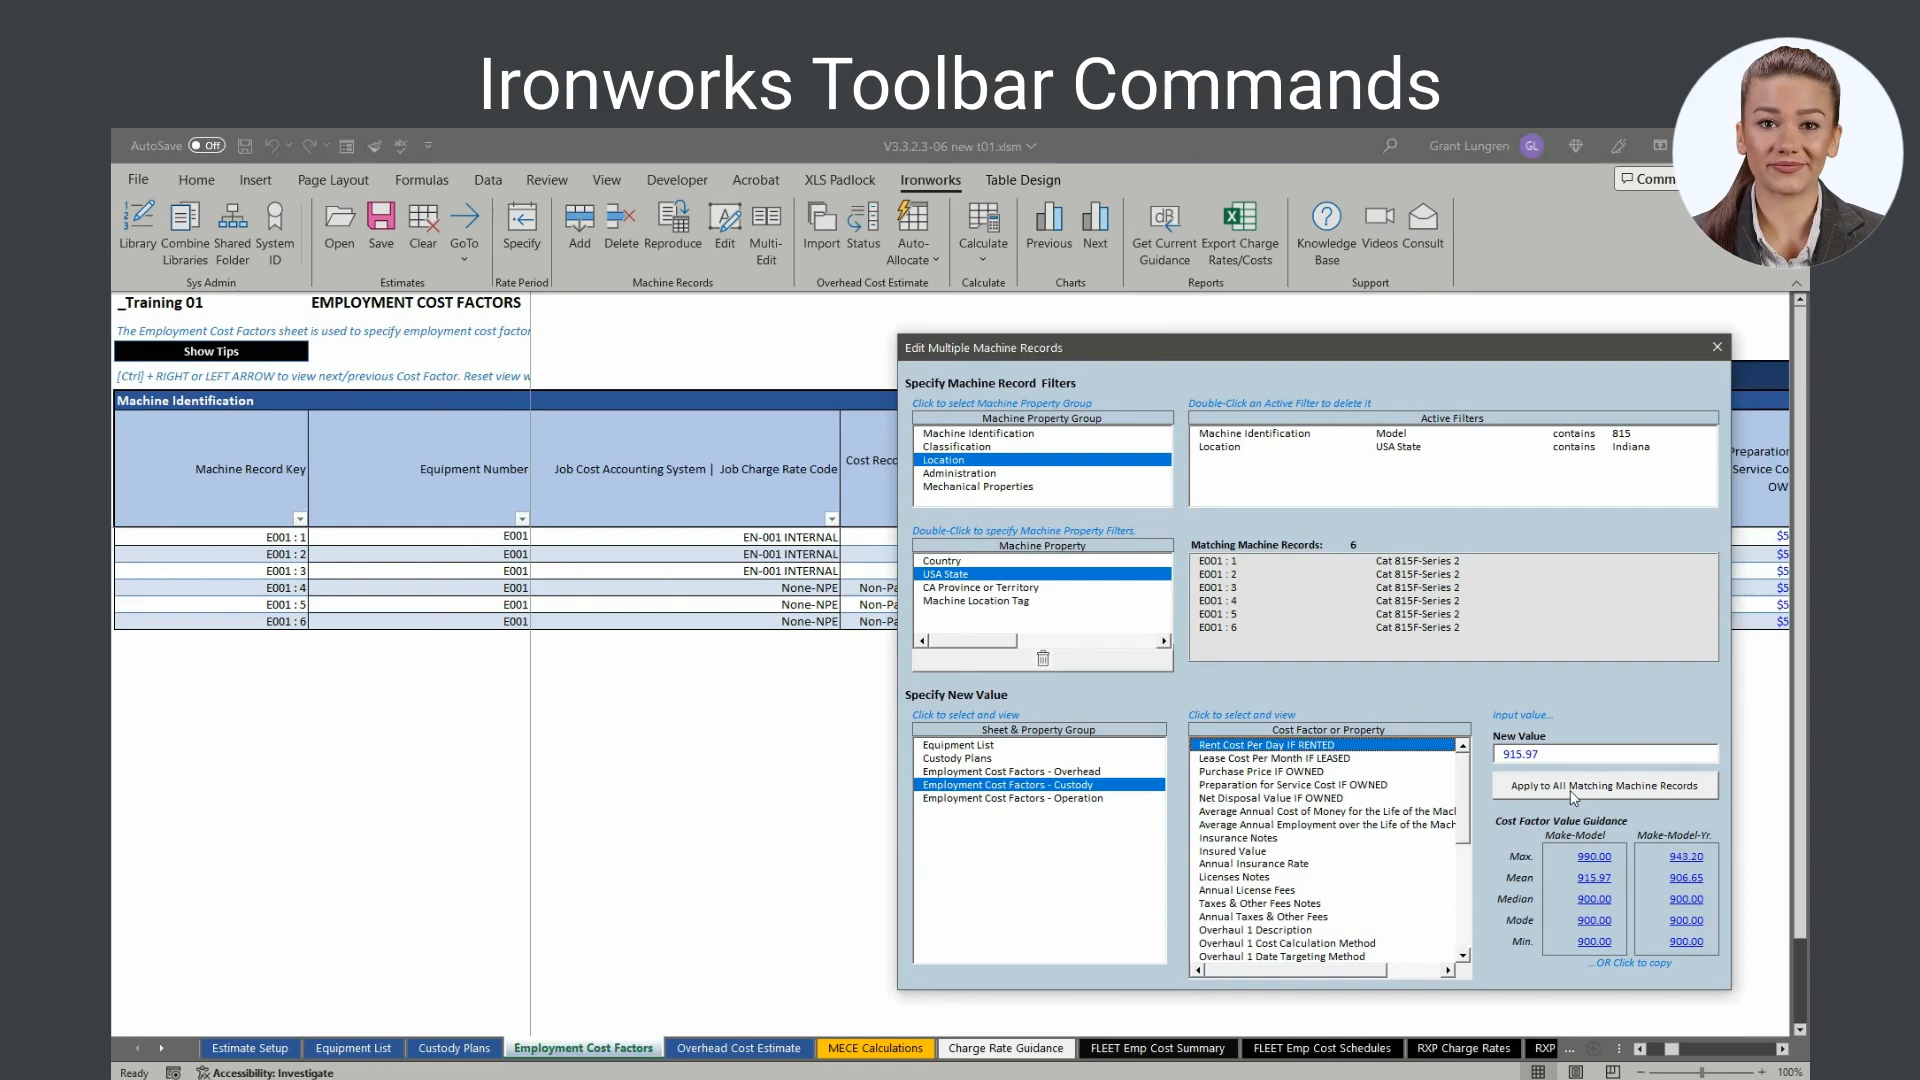 Ironworks Toolbar Commands
AutoSave Off
V3.3.2.3-06 new t01.xlsm
Grant Lungren GL
File Home Insert Page Layout Formulas Data Review View Developer Acrobat XLS Padlock Ironworks Table Design
Library Combine Libraries Shared Folder System ID
Open Save Clear GoTo
Specify
Add Delete Reproduce Edit Multi-Edit
Import Status Auto-Allocate
Calculate
Previous Next
dB Get Current Guidance Export Charge Rates/Costs
Knowledge Base Videos Consult
Sys Admin Estimates Rate Period Machine Records Overhead Cost Estimate Calculate Charts Reports Support
_Training 01 EMPLOYMENT COST FACTORS
The Employment Cost Factors sheet is used to specify employment cost
Show Tips
[Ctrl] + RIGHT or LEFT ARROW to view next/previous Cost Factor. Reset view
Machine Identification
Machine Record Key Equipment Number Job Cost Accounting System | Job Charge Rate Code Cost
E001 : 1 E001 EN-001 INTERNAL
E001 : 2 E001 EN-001 INTERNAL
E001 : 3 E001 EN-001 INTERNAL
E001 : 4 E001 None-NPE
E001 : 5 E001 None-NPE
E001 : 6 E001 None-NPE
Edit Multiple Machine Records
Specify Machine Record Filters
Click to select Machine Property Group
Machine Property Group
Machine Identification
Classification
Location
Administration
Mechanical Properties
Double-Click an Active Filter to delete it
Active Filters
Machine Identification Model contains 815
Location USA State contains Indiana
Double-Click to specify Machine Property Filters.
Machine Property
Country
USA State
CA Province or Territory
Machine Location Tag
Matching Machine Records: 6
E001 : 1 Cat 815F-Series 2
E001 : 2 Cat 815F-Series 2
E001 : 3 Cat 815F-Series 2
E001 : 4 Cat 815F-Series 2
E001 : 5 Cat 815F-Series 2
E001 : 6 Cat 815F-Series 2
Specify New Value
Click to select and view
Sheet & Property Group
Equipment List
Custody Plans
Employment Cost Factors - Overhead
Employment Cost Factors - Custody
Employment Cost Factors - Operation
Click to select and view
Cost Factor or Property
Rent Cost Per Day IF RENTED
Lease Cost Per Month IF LEASED
Purchase Price IF OWNED
Preparation for Service Cost IF OWNED
Net Disposal Value IF OWNED
Average Annual Cost of Money for the Life of the
Average Annual Employment over the Life of the
Insurance Notes
Insured Value
Annual Insurance Rate
Licenses Notes
Annual License Fees
Taxes & Other Fees Notes
Annual Taxes & Other Fees
Overhaul 1 Description
Overhaul 1 Cost Calculation Method
Overhaul 1 Date Targeting Method
Input value...
New Value
915.97
Apply to All Matching Machine Records
Cost Factor Value Guidance
Make-Model Make-Model-Yr.
Max. 990.00 943.20
Mean 915.97 906.65
Median 900.00 900.00
Mode 900.00 900.00
Min. 900.00 900.00
...OR Click to copy
Preparation
Service
Estimate Setup Equipment List Custody Plans Employment Cost Factors Overhead Cost Estimate MECE Calculations Charge Rate Guidance FLEET Emp Cost Summary FLEET Emp Cost Schedules RXP Charge Rates RXP ...
Ready Accessibility: Investigate 100%